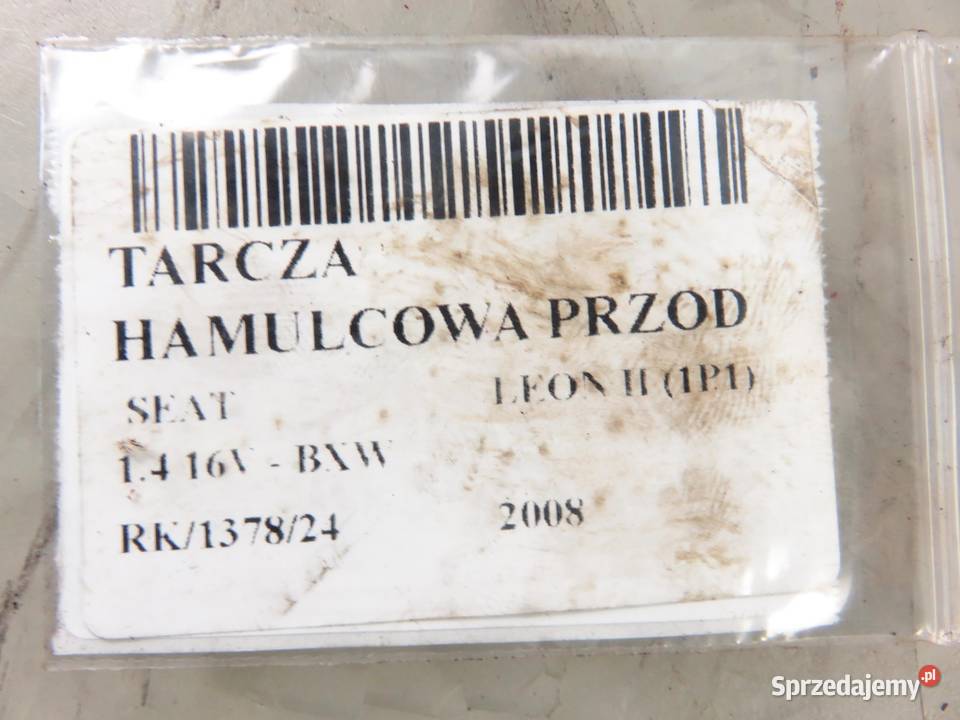 TARCZA
HAMULCOWA PRZOD
SEAT LEON II (1P1)
1.4 16V - BXW
RK/1378/24 2008
Sprzedajemy.pl